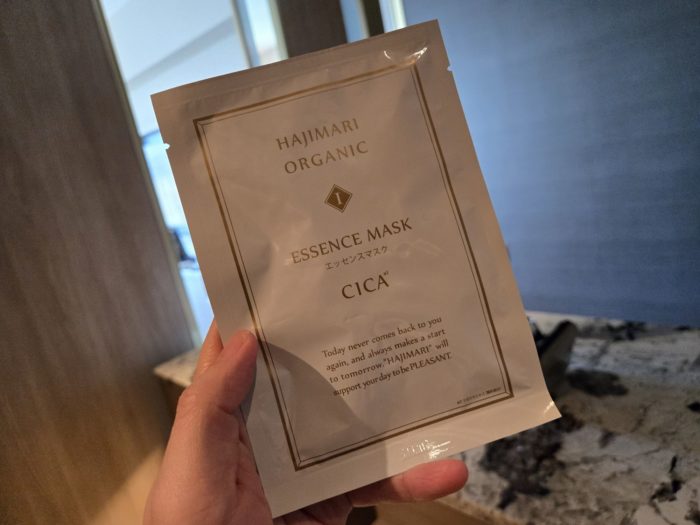 HAJIMARI
ORGANIC
I
ESSENCE MASK
エッセンスマスク
CICA
Today never comes back to you
again, and always makes a start
to tomorrow. "HAJIMARI" will
support your day to be PLEASANT.